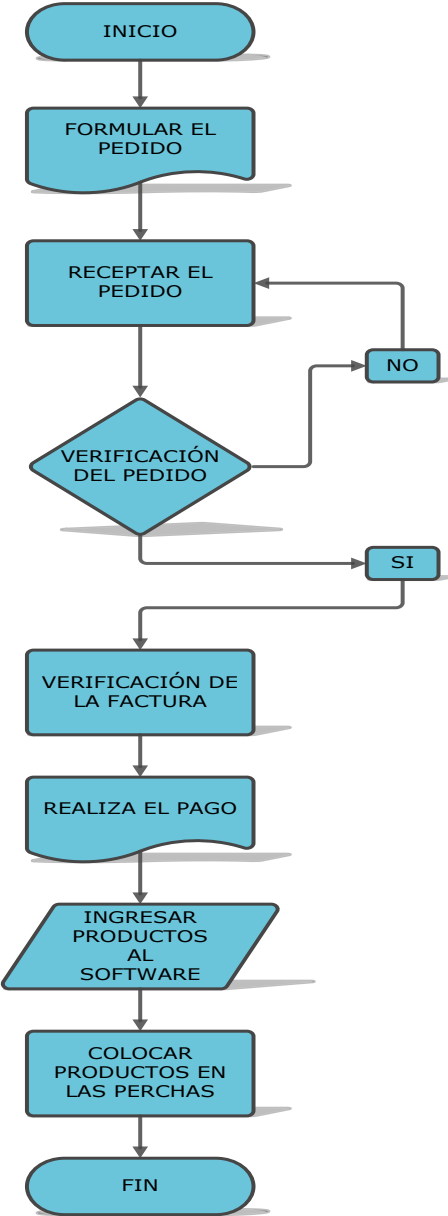 INICIO
FORMULAR EL
PEDIDO
RECEPTAR EL
PEDIDO
NO
VERIFICACIÓN
DEL PEDIDO
SI
VERIFICACIÓN DE
LA FACTURA
REALIZA EL PAGO
INGRESAR
PRODUCTOS
AL
SOFTWARE
COLOCAR
PRODUCTOS EN
LAS PERCHAS
FIN